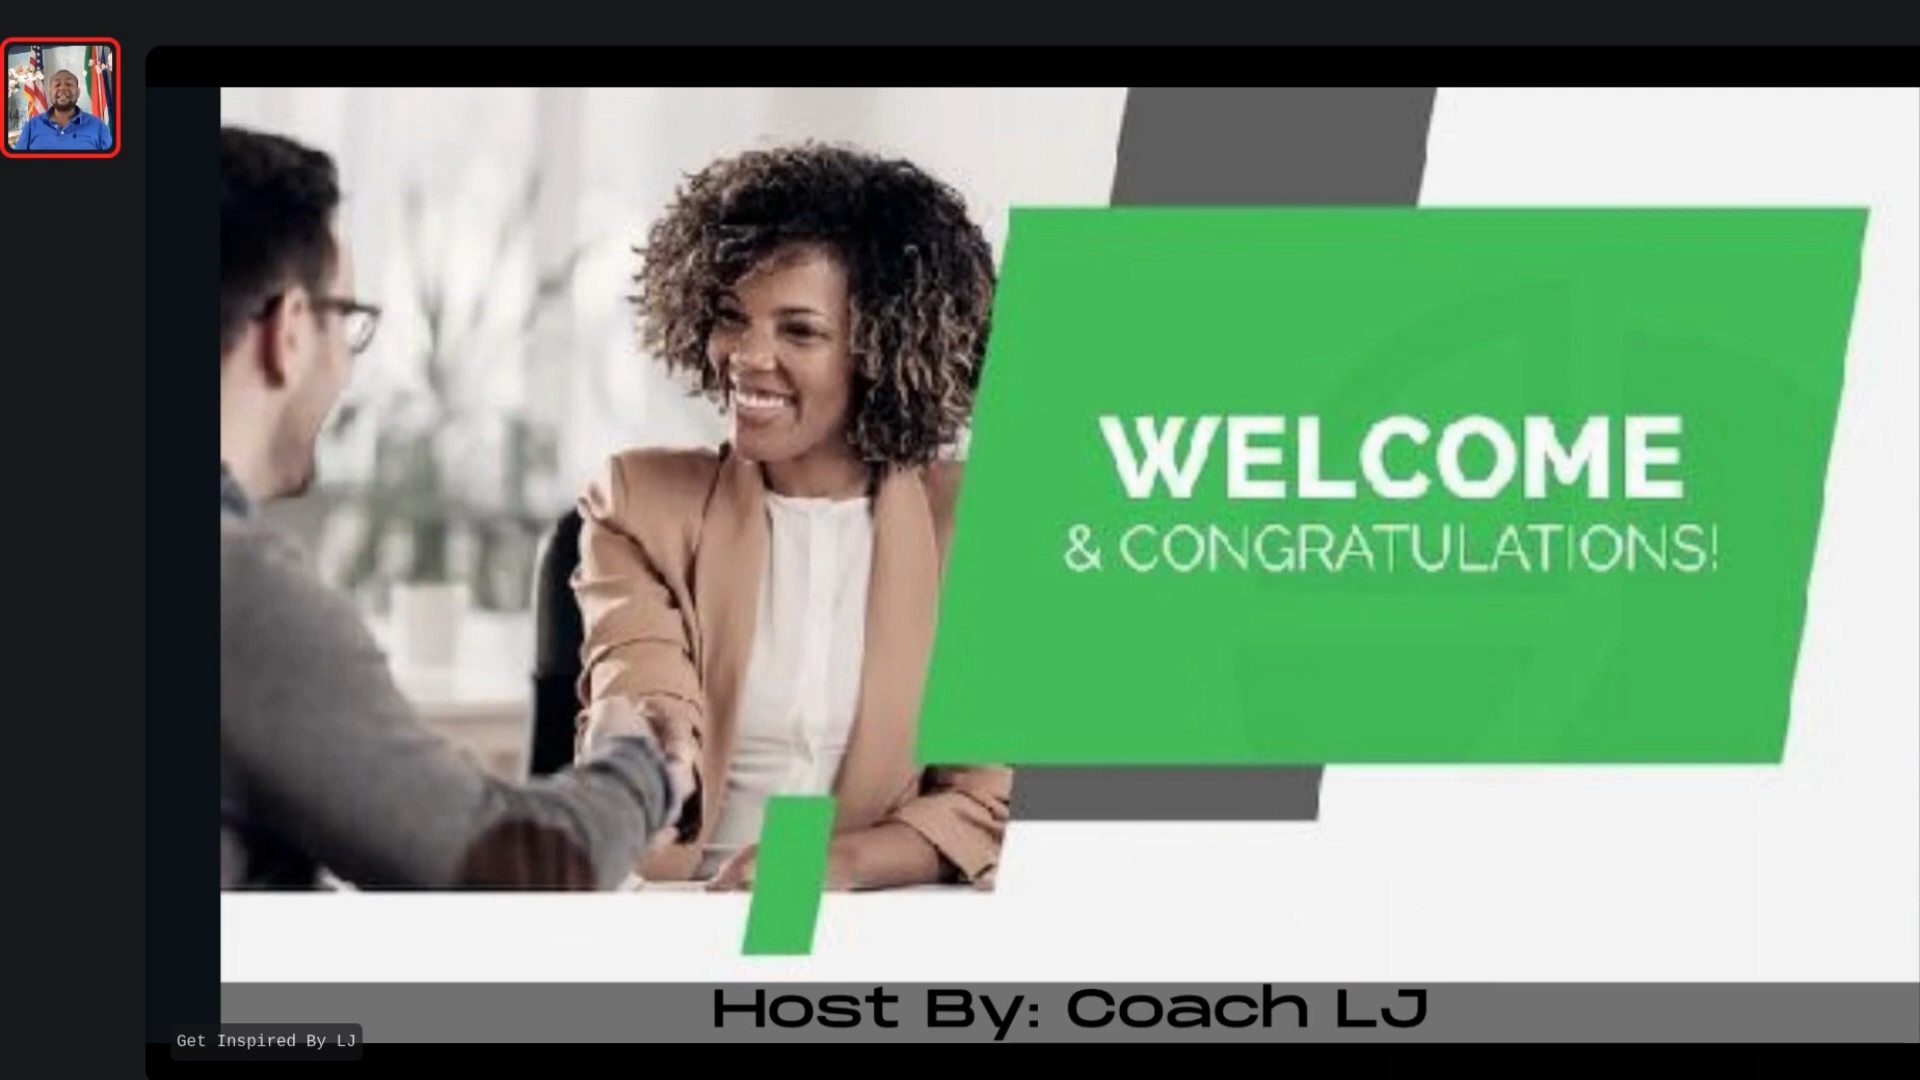 WELCOME
& CONGRATULATIONS!
Host By: Coach LJ
Get Inspired By LJ